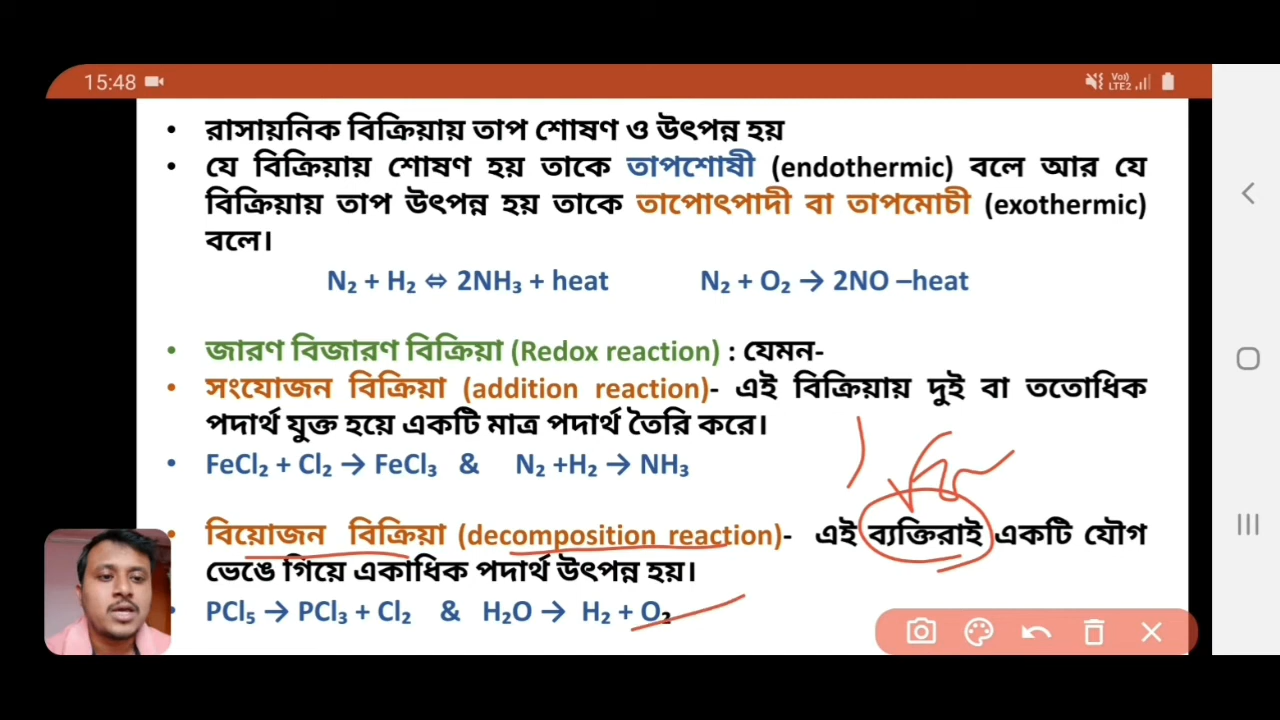 15:48
Vo)
LTE2
• রাসায়নিক বিক্রিয়ায় তাপ শোষণ ও উৎপন্ন হয়
• যে বিক্রিয়ায় শোষণ হয় তাকে তাপশোষী (endothermic) বলে আর যে
বিক্রিয়ায় তাপ উৎপন্ন হয় তাকে তাপোৎপাদী বা তাপমোচী (exothermic)
বলে।
N₂ + H₂ ⇔ 2NH₃ + heat N₂ + O₂ → 2NO –heat
• জারণ বিজারণ বিক্রিয়া (Redox reaction) : যেমন-
• সংযোজন বিক্রিয়া (addition reaction)- এই বিক্রিয়ায় দুই বা ততোধিক
পদার্থ যুক্ত হয়ে একটি মাত্র পদার্থ তৈরি করে।
• FeCl₂ + Cl₂ → FeCl₃ & N₂ +H₂ → NH₃
• বিয়োজন বিক্রিয়া (decomposition reaction)- এই ব্যক্তিরাই একটি যৌগ
ভেঙে গিয়ে একাধিক পদার্থ উৎপন্ন হয়।
• PCl₅ → PCl₃ + Cl₂ & H₂O → H₂ + O₂